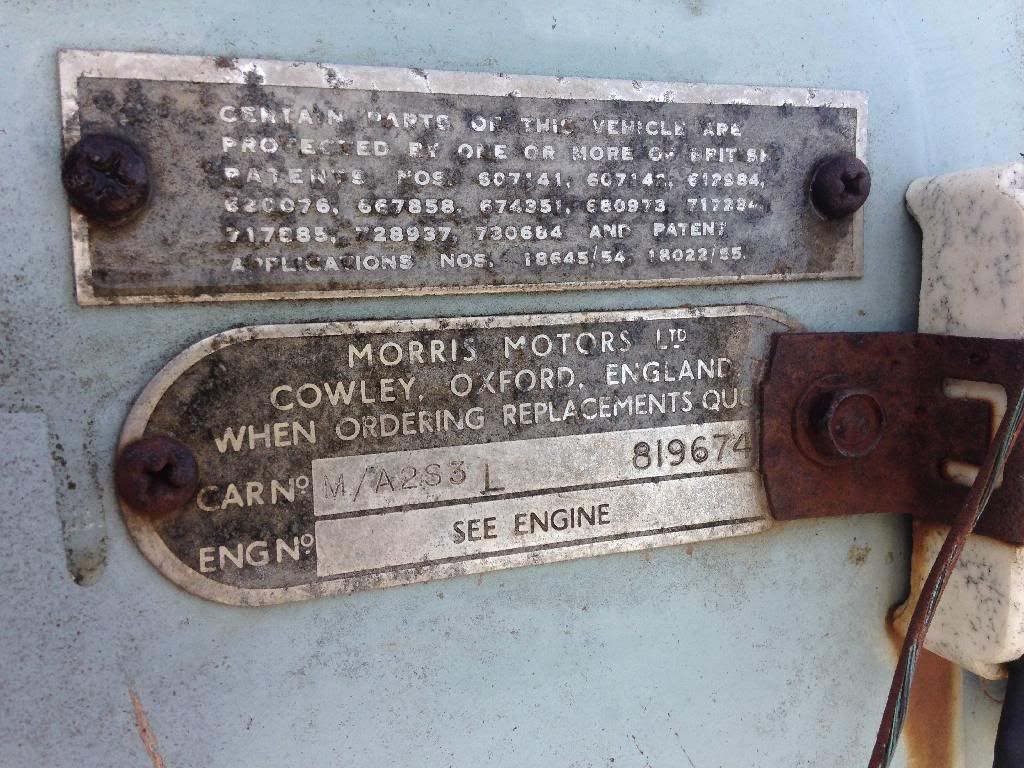 CERTAIN PARTS OF THIS VEHICLE ARE
PROTECTED BY ONE OR MORE OF BRITISH
PATENTS NOS. 607141, 607142, 612984,
620076, 667858, 674351, 680973, 717284,
717885, 728937, 730684 AND PATENT
APPLICATIONS NOS. 18645/54, 18022/55.
MORRIS MOTORS LTD
COWLEY, OXFORD, ENGLAND
WHEN ORDERING REPLACEMENTS QU
CAR Nº M/A2S3 L 819674
ENG Nº SEE ENGINE